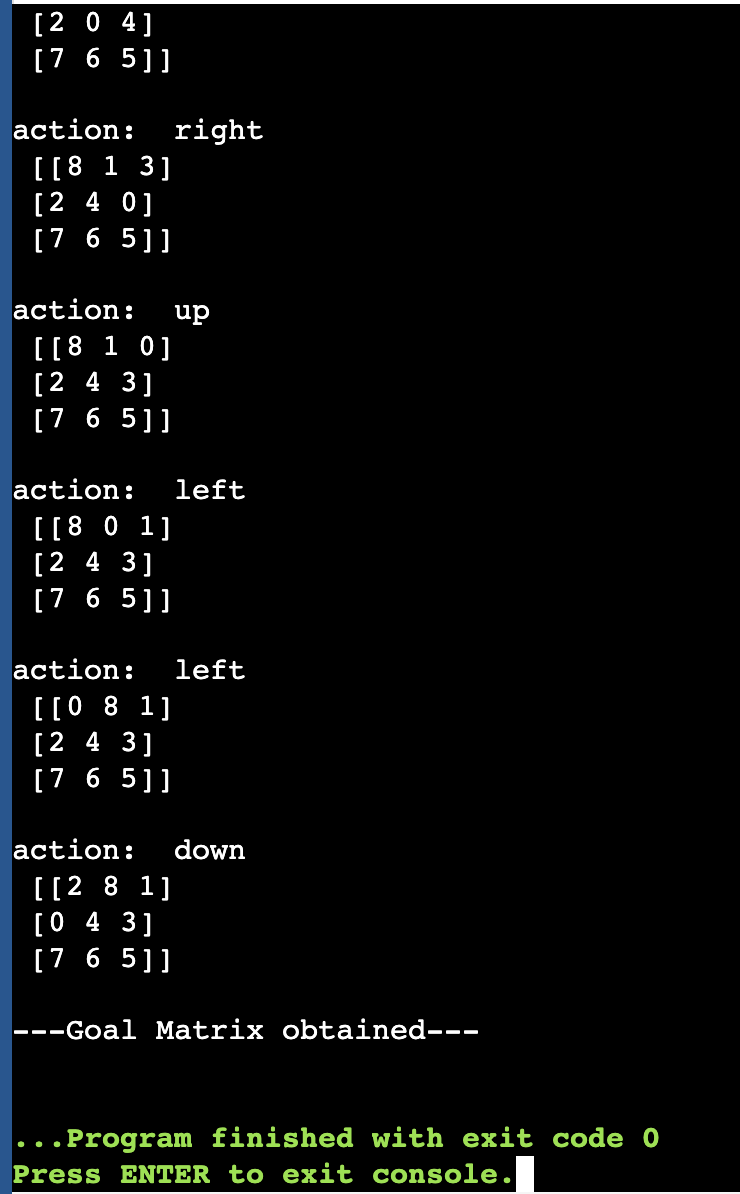 [2 0 4]
[7 6 5]]
action:  right
[[8 1 3]
[2 4 0]
[7 6 5]]
action:  up
[[8 1 0]
[2 4 3]
[7 6 5]]
action:  left
[[8 0 1]
[2 4 3]
[7 6 5]]
action:  left
[[0 8 1]
[2 4 3]
[7 6 5]]
action:  down
[[2 8 1]
[0 4 3]
[7 6 5]]
---Goal Matrix obtained---
...Program finished with exit code 0
Press ENTER to exit console.